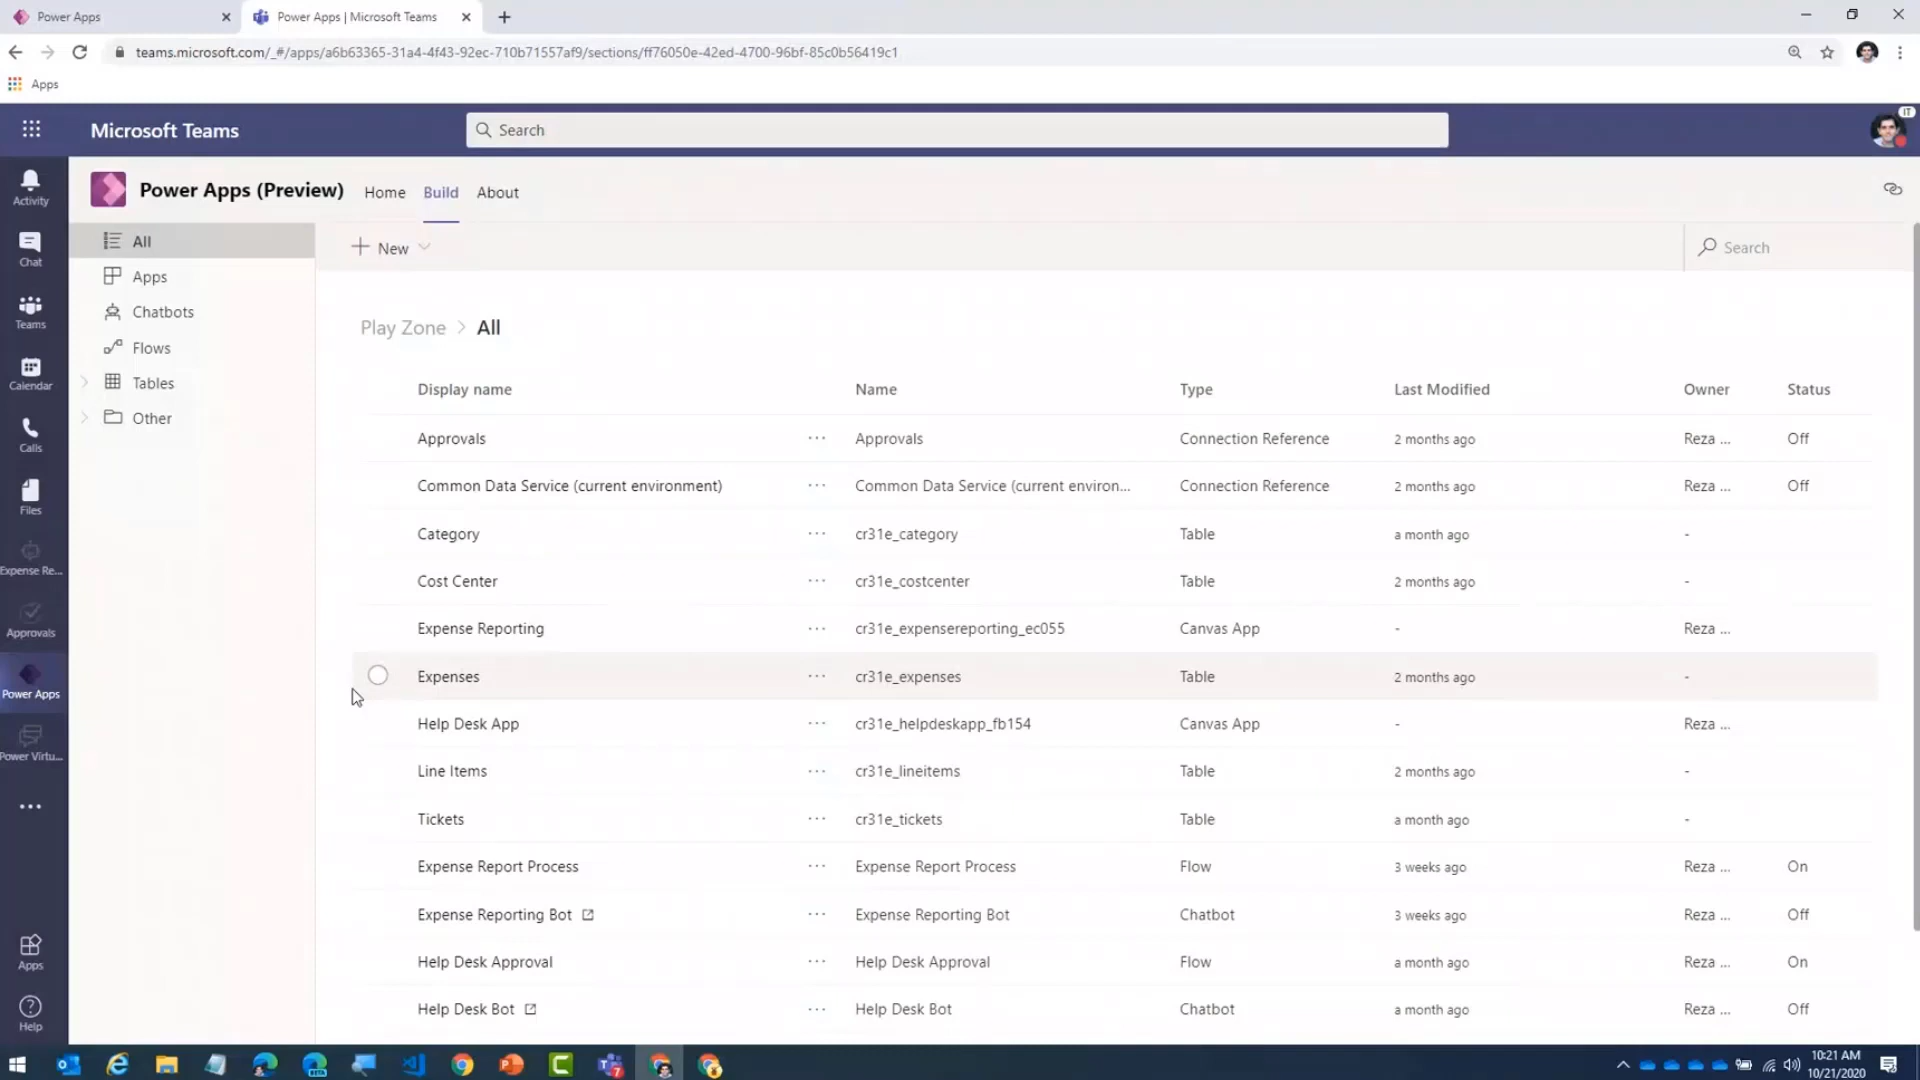 Power Apps
Power Apps | Microsoft Teams
teams.microsoft.com/_#/apps/a6b63365-31a4-4f43-92ec-710b71557af9/sections/ff76050e-42ed-4700-96bf-85c0b56419c1
Apps
Microsoft Teams
Search
IT
Activity
Chat
Teams
Calendar
Calls
Files
Expense Re...
Approvals
Power Apps
Power Virtu...
Apps
Help
Power Apps (Preview) Home Build About
All
Apps
Chatbots
Flows
Tables
Other
New
Search
Play Zone > All
Display name Name Type Last Modified Owner Status
Approvals ... Approvals Connection Reference 2 months ago Reza ... Off
Common Data Service (current environment) ... Common Data Service (current environ... Connection Reference 2 months ago Reza ... Off
Category ... cr31e_category Table a month ago -
Cost Center ... cr31e_costcenter Table 2 months ago -
Expense Reporting ... cr31e_expensereporting_ec055 Canvas App - Reza ...
Expenses ... cr31e_expenses Table 2 months ago -
Help Desk App ... cr31e_helpdeskapp_fb154 Canvas App - Reza ...
Line Items ... cr31e_lineitems Table 2 months ago -
Tickets ... cr31e_tickets Table a month ago -
Expense Report Process ... Expense Report Process Flow 3 weeks ago Reza ... On
Expense Reporting Bot ... Expense Reporting Bot Chatbot 3 weeks ago Reza ... Off
Help Desk Approval ... Help Desk Approval Flow a month ago Reza ... On
Help Desk Bot ... Help Desk Bot Chatbot a month ago Reza ... Off
10:21 AM
10/21/2020